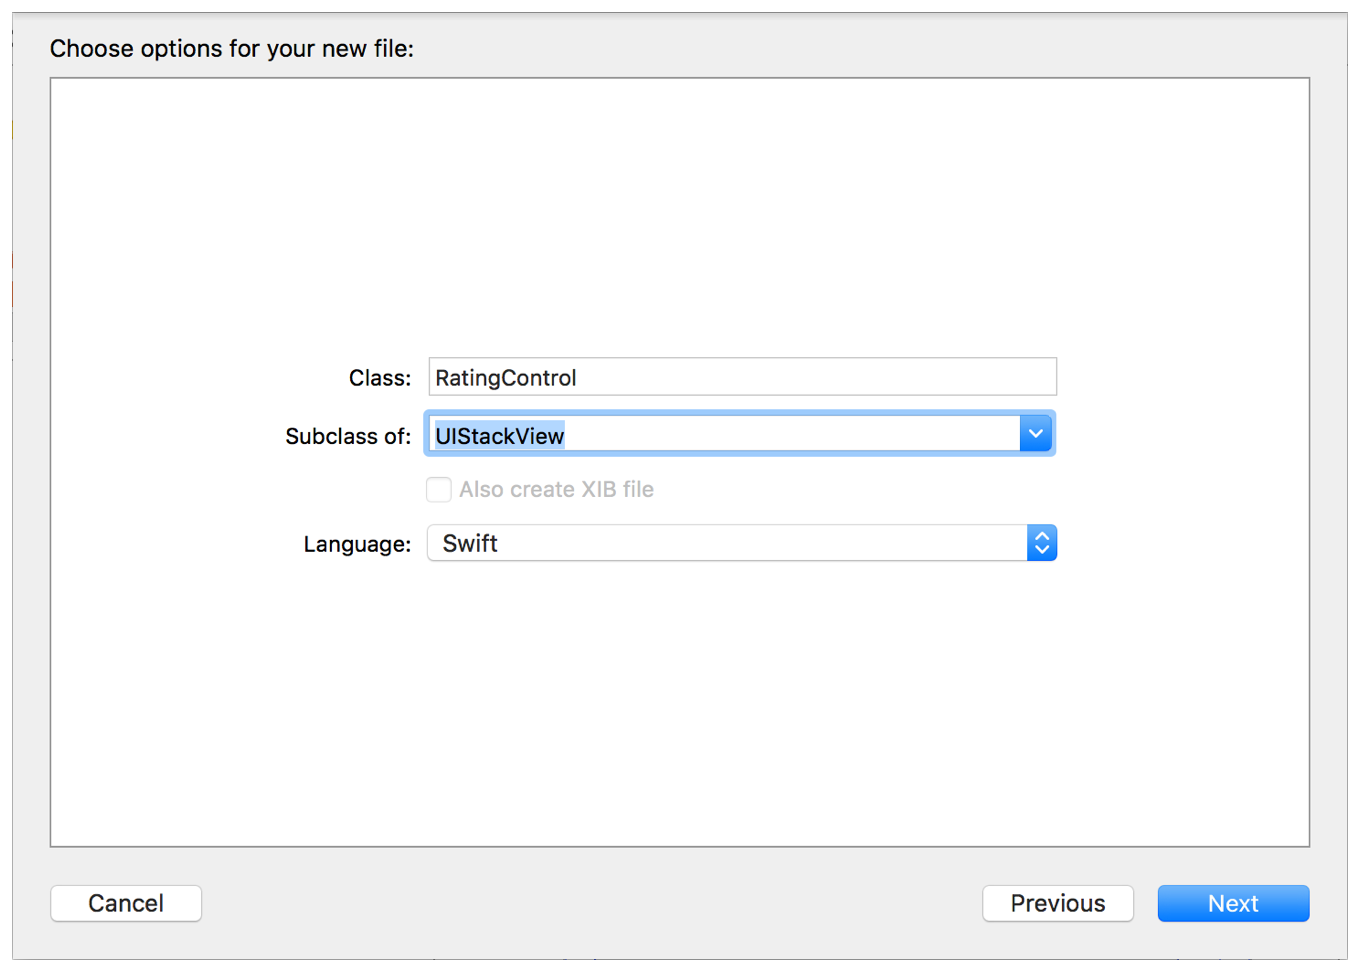 Choose options for your new file:
Class: RatingControl
Subclass of: UIStackView
Also create XIB file
Language: Swift
Cancel Previous Next